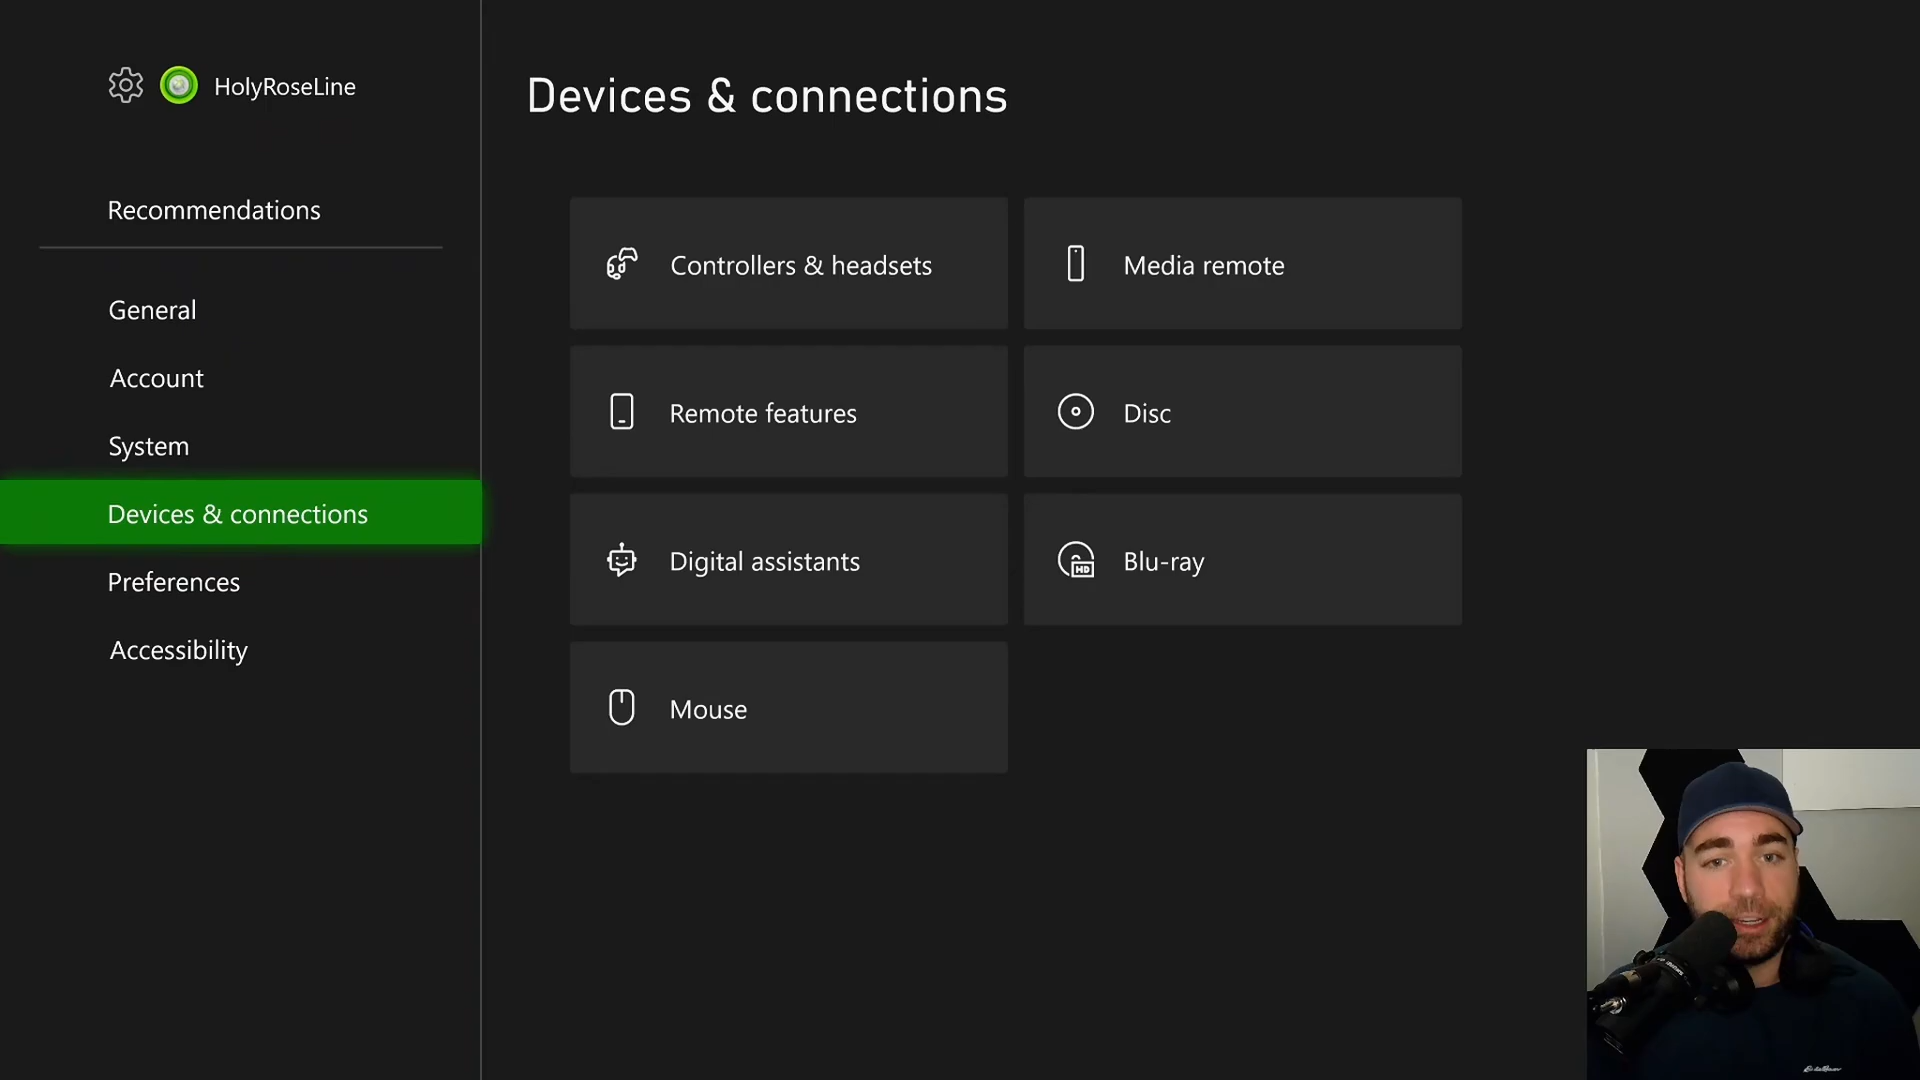 HolyRoseLine
Recommendations
General
Account
System
Devices & connections
Preferences
Accessibility
Devices & connections
Controllers & headsets
Media remote
Remote features
Disc
Digital assistants
HD
Blu-ray
Mouse